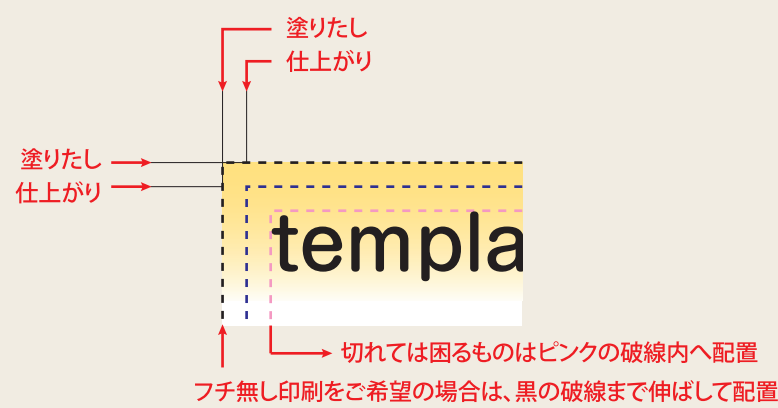 塗りたし
仕上がり
塗りたし
仕上がり
templa
切れては困るものはピンクの破線内へ配置
フチ無し印刷をご希望の場合は、黒の破線まで伸ばして配置